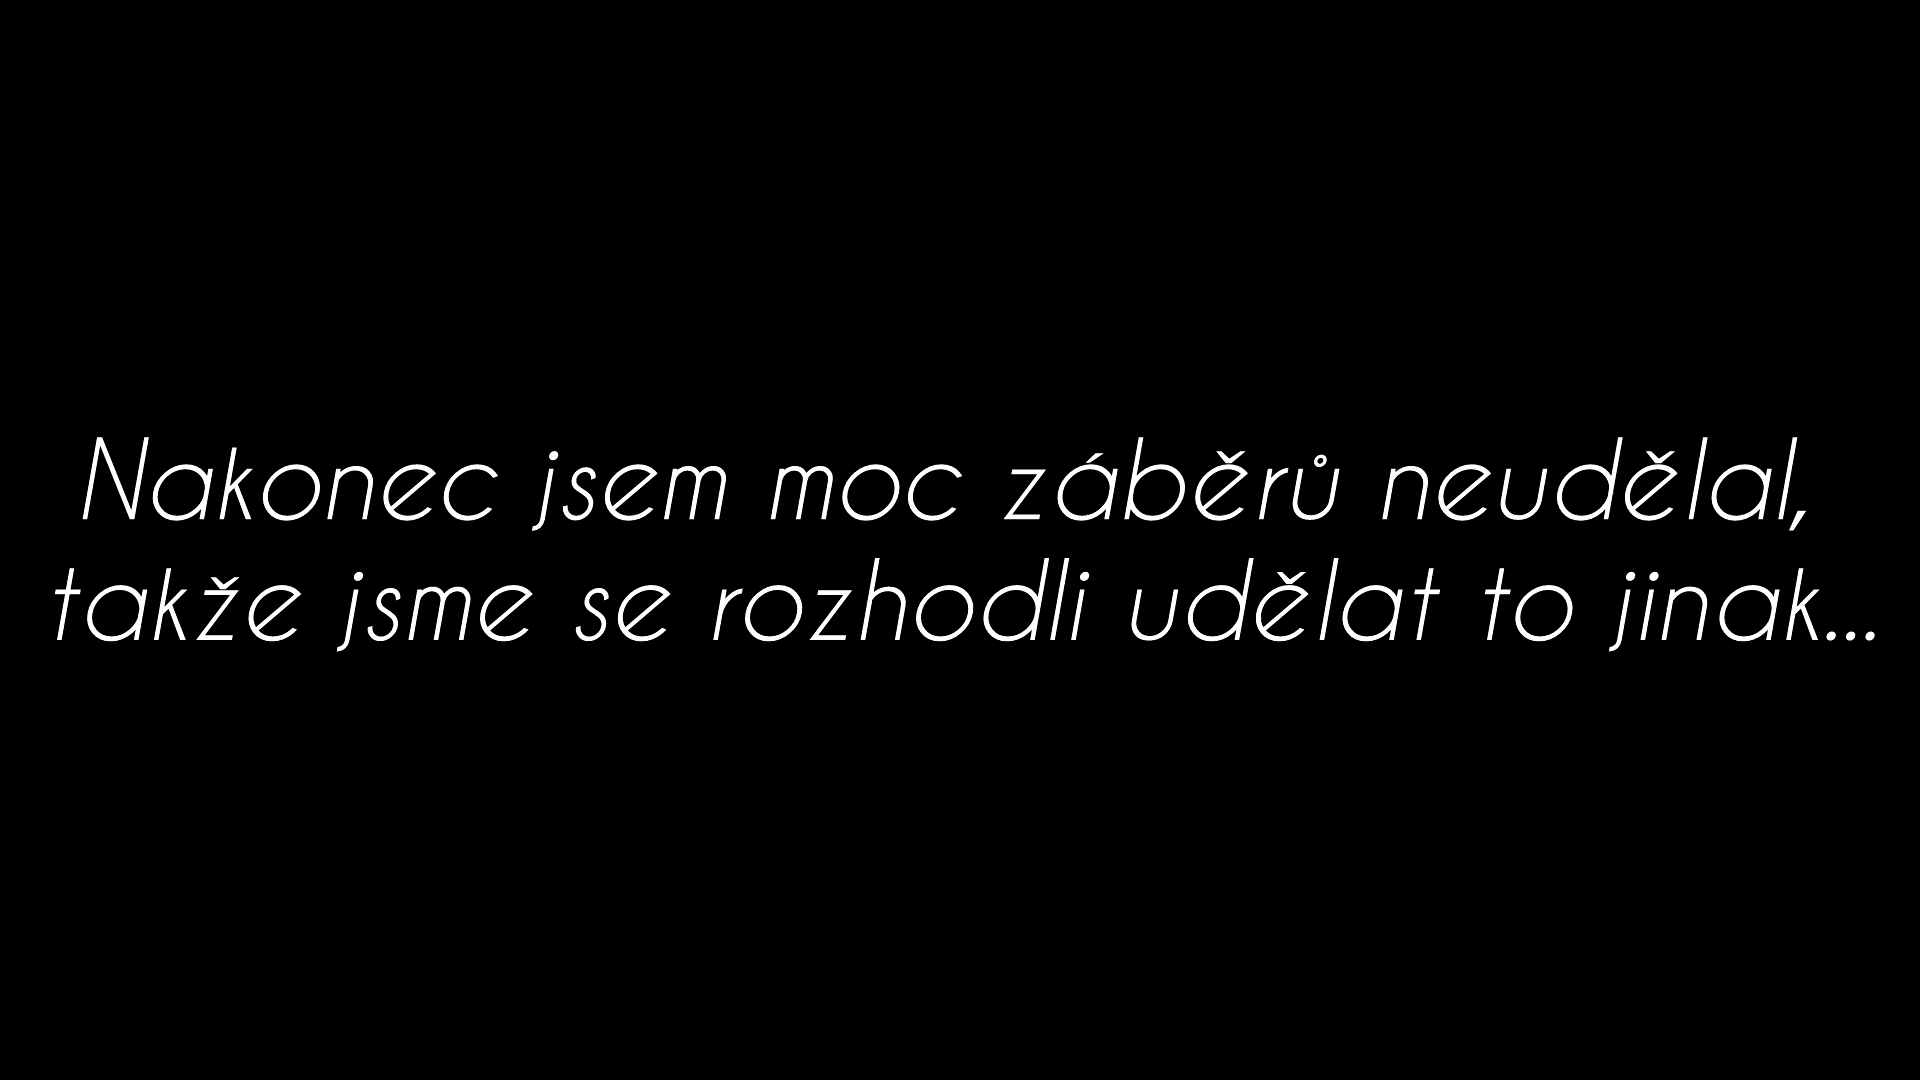 Nakonec jsem moc záběrů neudělal,
takže jsme se rozhodli udělat to jinak...